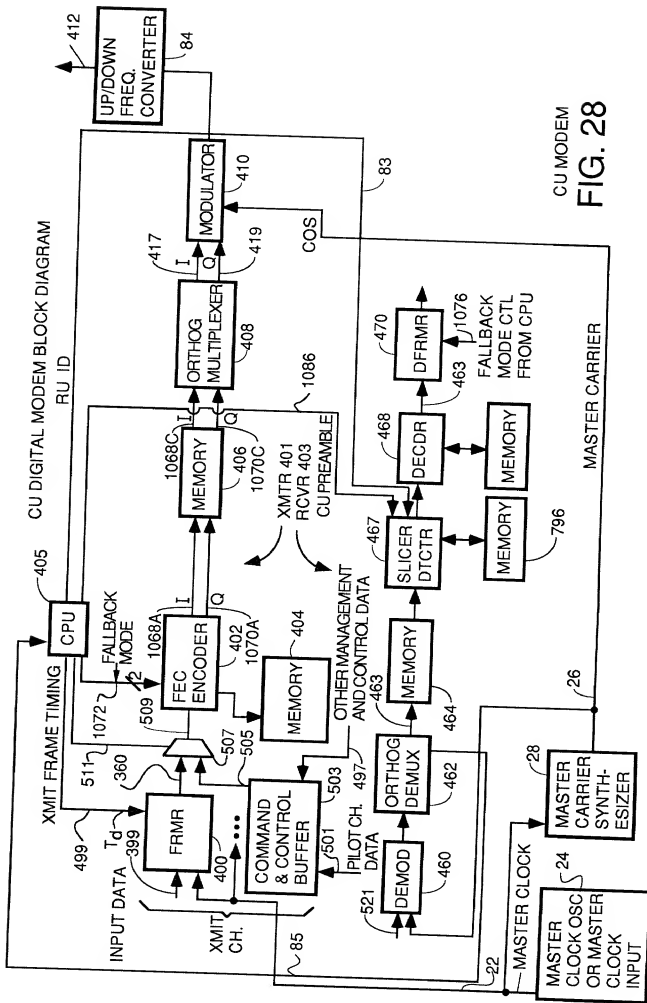 CU DIGITAL MODEM BLOCK DIAGRAM
412
UP/DOWN
FREQ.
CONVERTER
84
RU ID
405
CPU
XMIT FRAME TIMING
511
1072
FALLBACK
MODE
2
499
Td
INPUT DATA
399
FRMR
400
360
509
507
505
FEC
ENCODER
402
1068A
I
Q
1070A
MEMORY
404
MEMORY
406
1068C
I
Q
1070C
ORTHOG
MULTIPLEXER
408
417
I
Q
419
MODULATOR
410
XMIT
CH.
COMMAND
& CONTROL
BUFFER
503
501
PILOT CH.
DATA
497
OTHER MANAGEMENT
AND CONTROL DATA
XMTR 401
RCVR 403
CU PREAMBLE
1086
COS
83
85
521
DEMOD
460
ORTHOG
DEMUX
462
463
MEMORY
464
467
SLICER
DTCTR
MEMORY
796
468
DECDR
MEMORY
463
470
DFRMR
1076
FALLBACK
MODE CTL
FROM CPU
22
MASTER CLOCK
24
MASTER
CLOCK OSC
OR MASTER
CLOCK
INPUT
28
MASTER
CARRIER
SYNTH-
ESIZER
26
MASTER CARRIER
CU MODEM
FIG. 28